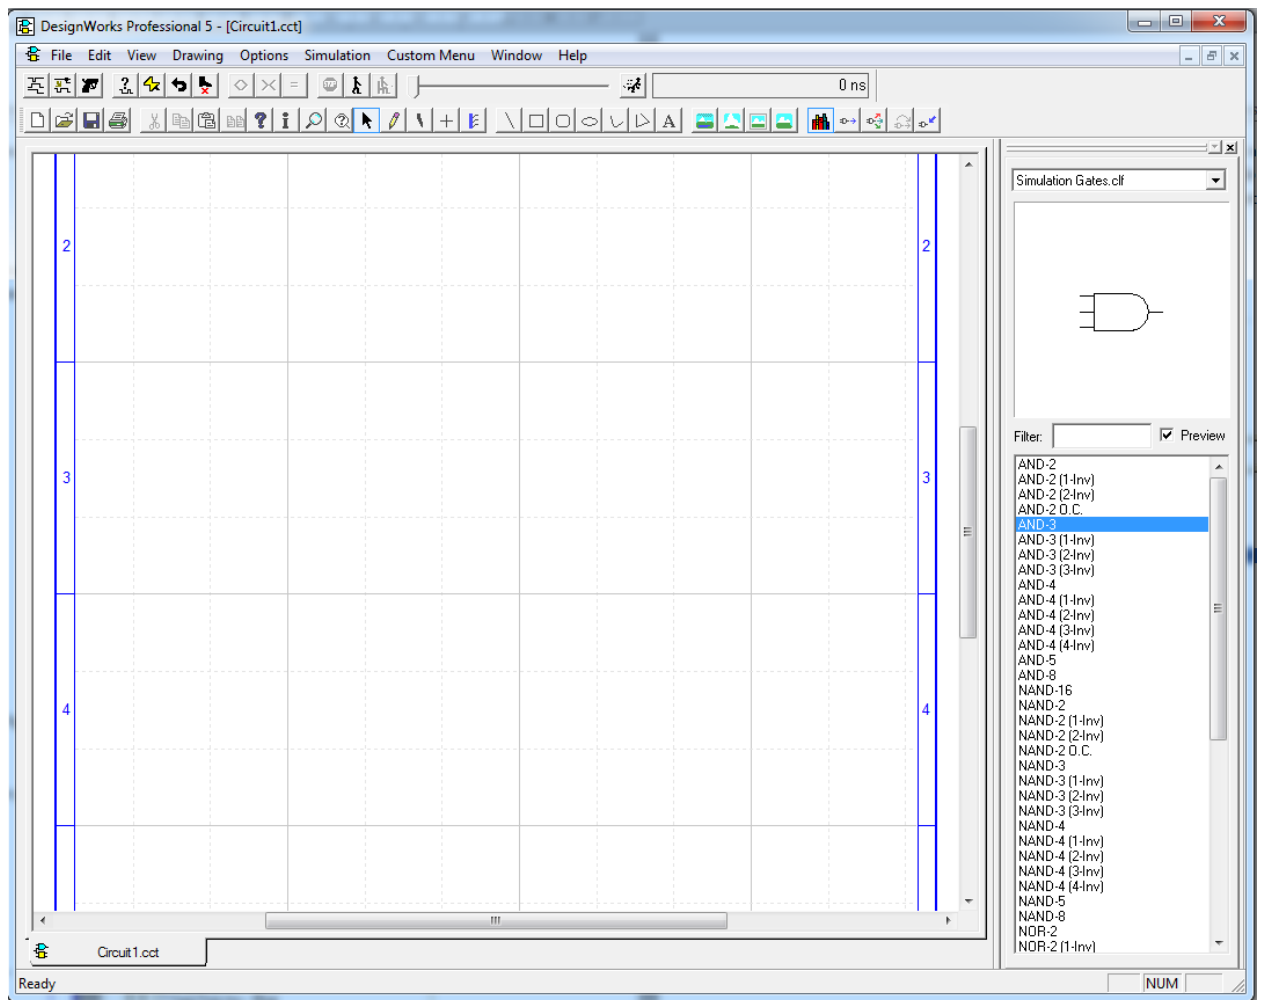 DesignWorks Professional 5 - [Circuit1.cct]
File Edit View Drawing Options Simulation Custom Menu Window Help
0 ns
A
Simulation Gates.clf
2 2
3 3
4 4
Filter: Preview
AND-2
AND-2 (1-Inv)
AND-2 (2-Inv)
AND-2 O.C.
AND-3
AND-3 (1-Inv)
AND-3 (2-Inv)
AND-3 (3-Inv)
AND-4
AND-4 (1-Inv)
AND-4 (2-Inv)
AND-4 (3-Inv)
AND-4 (4-Inv)
AND-5
AND-8
NAND-16
NAND-2
NAND-2 (1-Inv)
NAND-2 (2-Inv)
NAND-2 O.C.
NAND-3
NAND-3 (1-Inv)
NAND-3 (2-Inv)
NAND-3 (3-Inv)
NAND-4
NAND-4 (1-Inv)
NAND-4 (2-Inv)
NAND-4 (3-Inv)
NAND-4 (4-Inv)
NAND-5
NAND-8
NOR-2
NOR-2 (1-Inv)
Circuit1.cct
Ready NUM